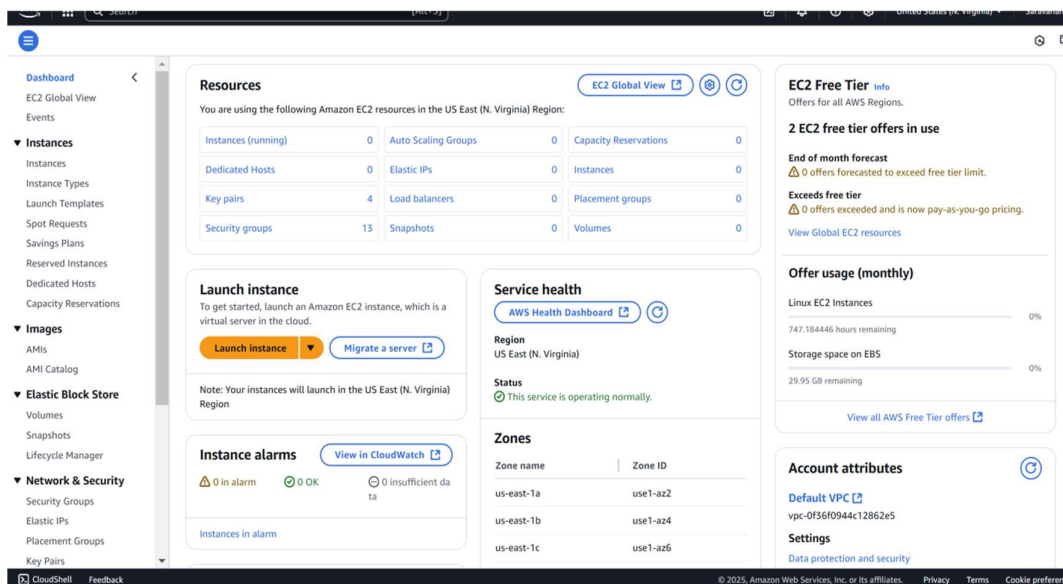 Search
[Alt+S]
United States (N. Virginia)
Dashboard
EC2 Global View
Events
Instances
Instances
Instance Types
Launch Templates
Spot Requests
Savings Plans
Reserved Instances
Dedicated Hosts
Capacity Reservations
Images
AMIs
AMI Catalog
Elastic Block Store
Volumes
Snapshots
Lifecycle Manager
Network & Security
Security Groups
Elastic IPs
Placement Groups
Key Pairs
Resources
EC2 Global View
You are using the following Amazon EC2 resources in the US East (N. Virginia) Region:
Instances (running) 0 Auto Scaling Groups 0 Capacity Reservations 0
Dedicated Hosts 0 Elastic IPs 0 Instances 0
Key pairs 4 Load balancers 0 Placement groups 0
Security groups 13 Snapshots 0 Volumes 0
Launch instance
To get started, launch an Amazon EC2 instance, which is a
virtual server in the cloud.
Launch instance Migrate a server
Note: Your instances will launch in the US East (N. Virginia)
Region
Instance alarms View in CloudWatch
0 in alarm 0 OK 0 insufficient da
ta
Instances in alarm
Service health
AWS Health Dashboard
Region
US East (N. Virginia)
Status
This service is operating normally.
Zones
Zone name Zone ID
us-east-1a use1-az2
us-east-1b use1-az4
us-east-1c use1-az6
EC2 Free Tier Info
Offers for all AWS Regions.
2 EC2 free tier offers in use
End of month forecast
0 offers forecasted to exceed free tier limit.
Exceeds free tier
0 offers exceeded and is now pay-as-you-go pricing.
View Global EC2 resources
Offer usage (monthly)
Linux EC2 Instances
0%
747.184446 hours remaining
Storage space on EBS
0%
29.95 GB remaining
View all AWS Free Tier offers
Account attributes
Default VPC
vpc-0f36f0944c12862e5
Settings
Data protection and security
CloudShell Feedback
© 2025, Amazon Web Services, Inc. or its affiliates. Privacy Terms Cookie